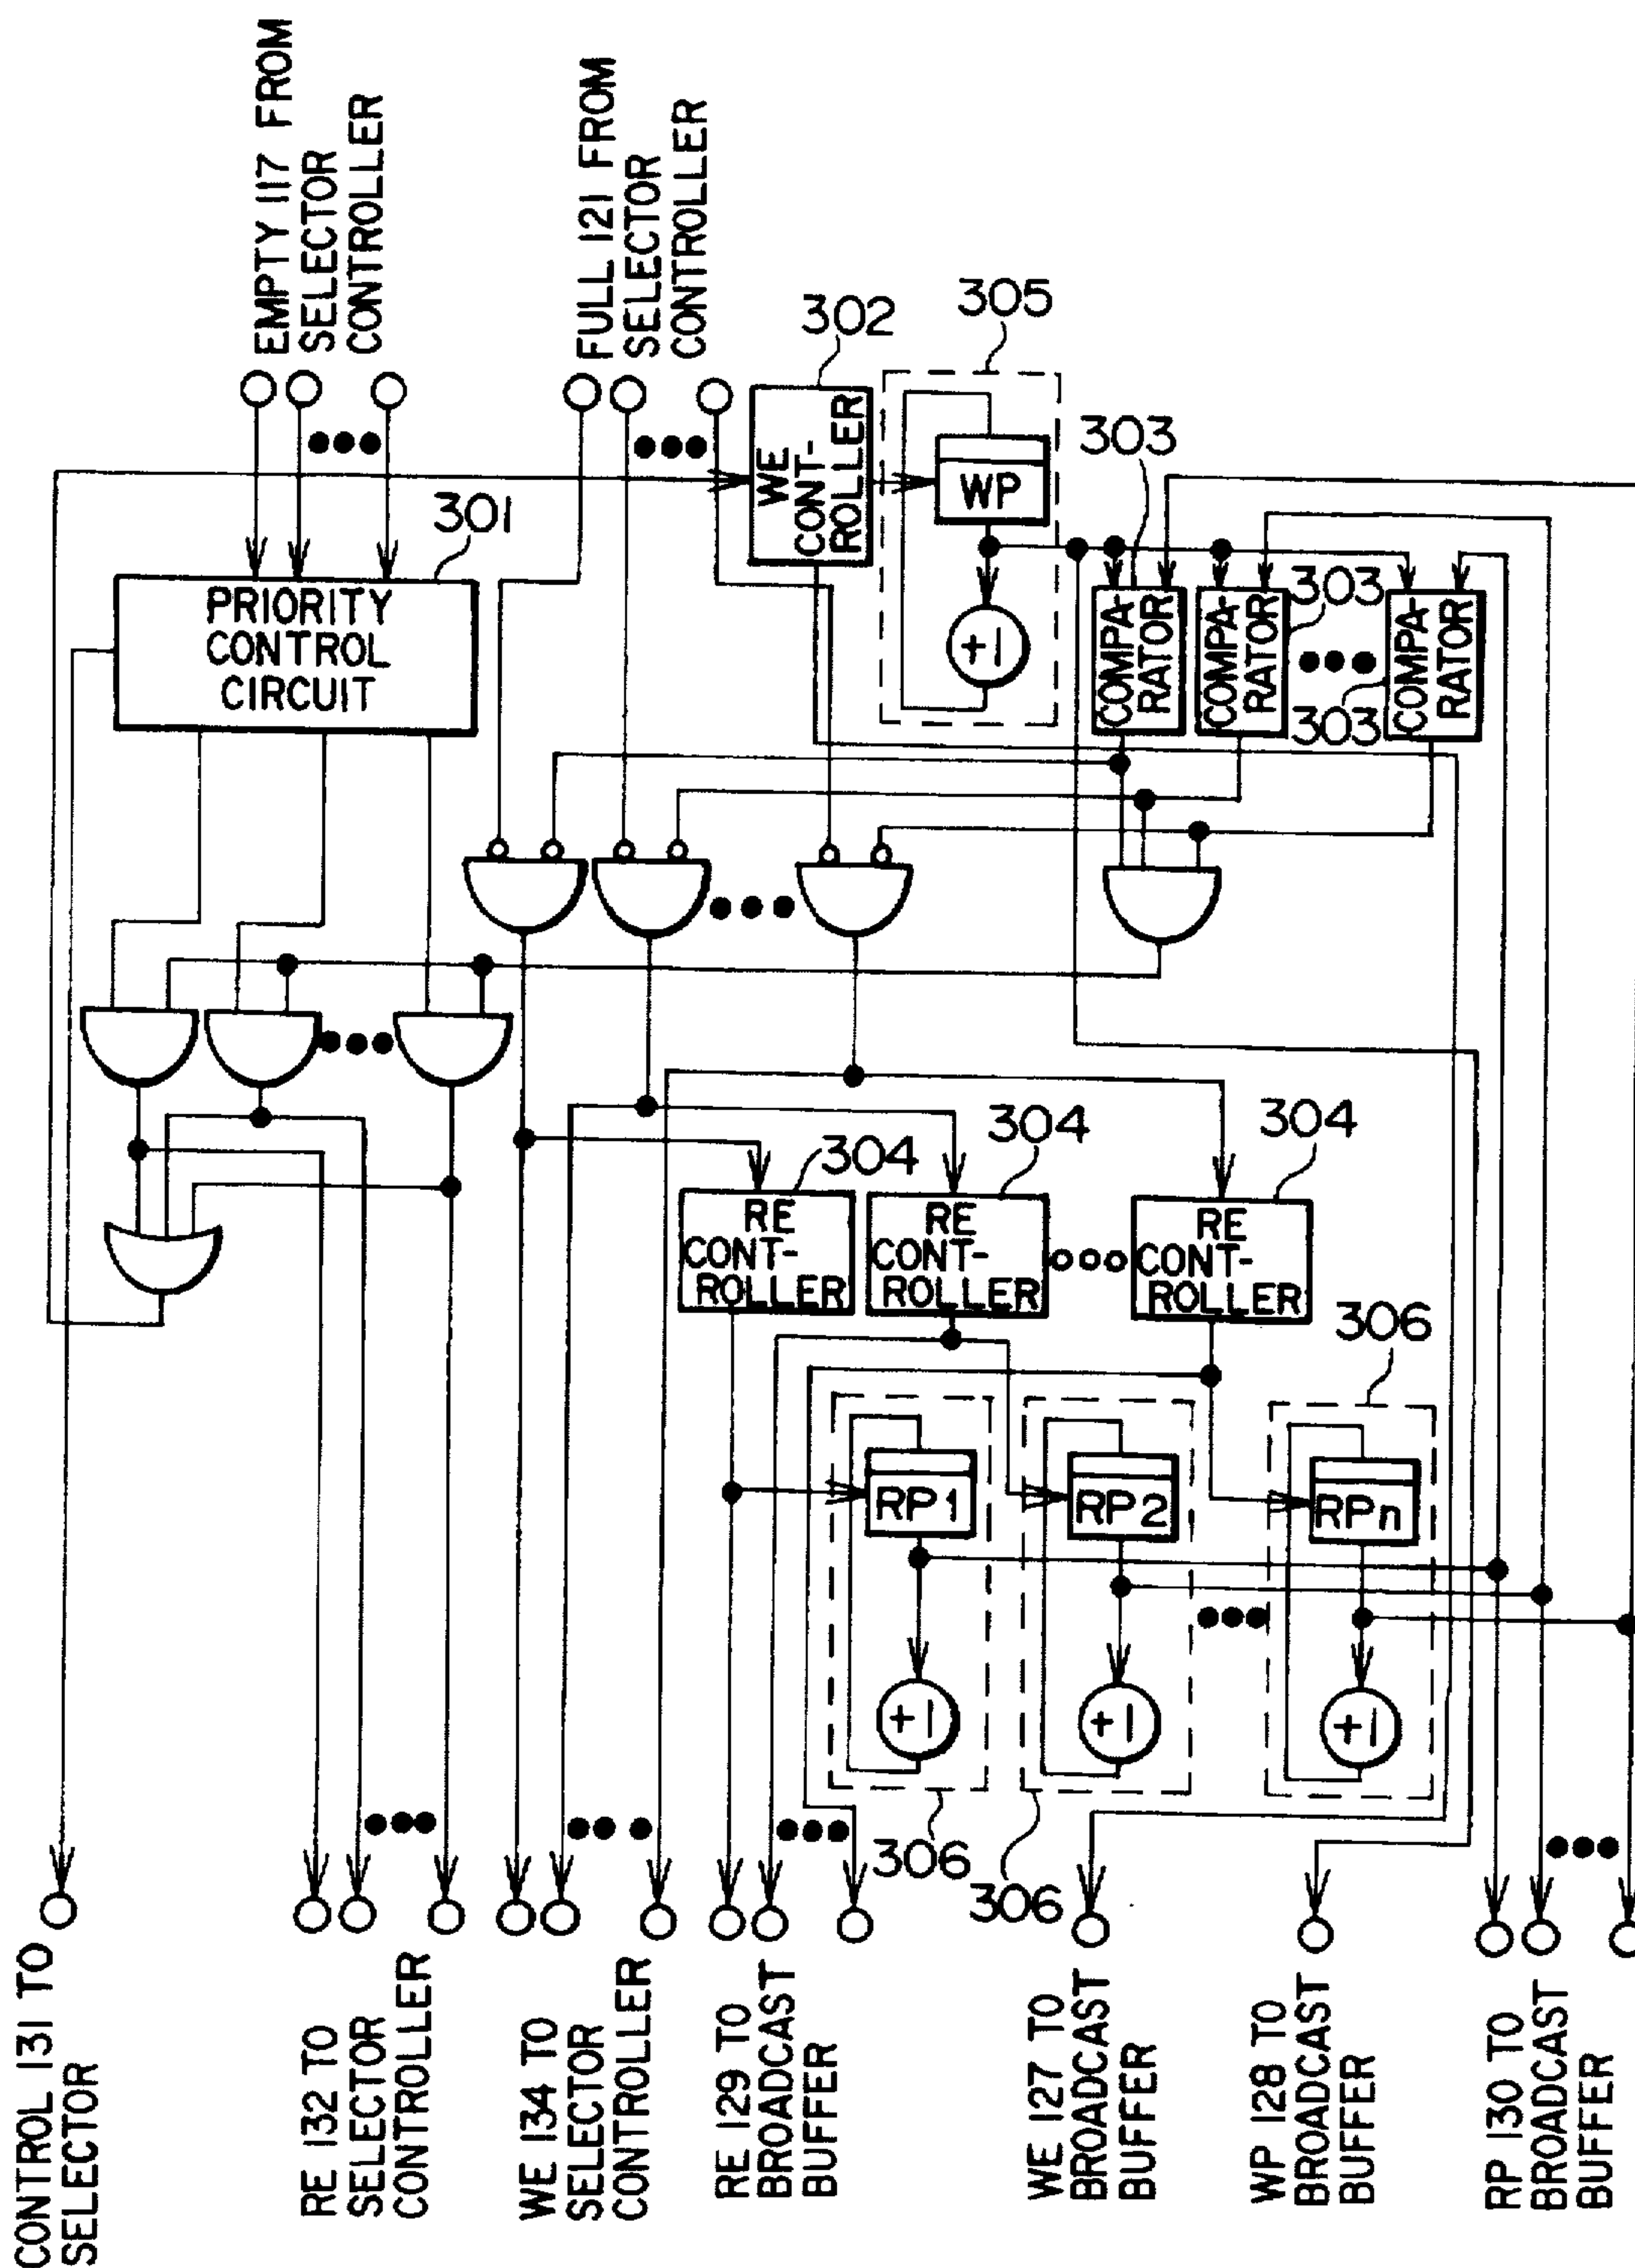 EMPTY 117 FROM
SELECTOR
CONTROLLER
FULL 121 FROM
SELECTOR
CONTROLLER
305
302
303
WE
CONT-
ROLLER
WP
301
PRIORITY
CONTROL
CIRCUIT
+1
COMPA-
RATOR
COMPA-
RATOR
303
303
COMPA-
RATOR
304
304
304
RE
CONT-
ROLLER
RE
CONT-
ROLLER
RE
CONT-
ROLLER
306
RP1
RP2
RPn
+1
+1
+1
306
306
CONTROL 131 TO
SELECTOR
RE 132 TO
SELECTOR
CONTROLLER
WE 134 TO
SELECTOR
CONTROLLER
RE 129 TO
BROADCAST
BUFFER
WE 127 TO
BROADCAST
BUFFER
WP 128 TO
BROADCAST
BUFFER
RP 130 TO
BROADCAST
BUFFER